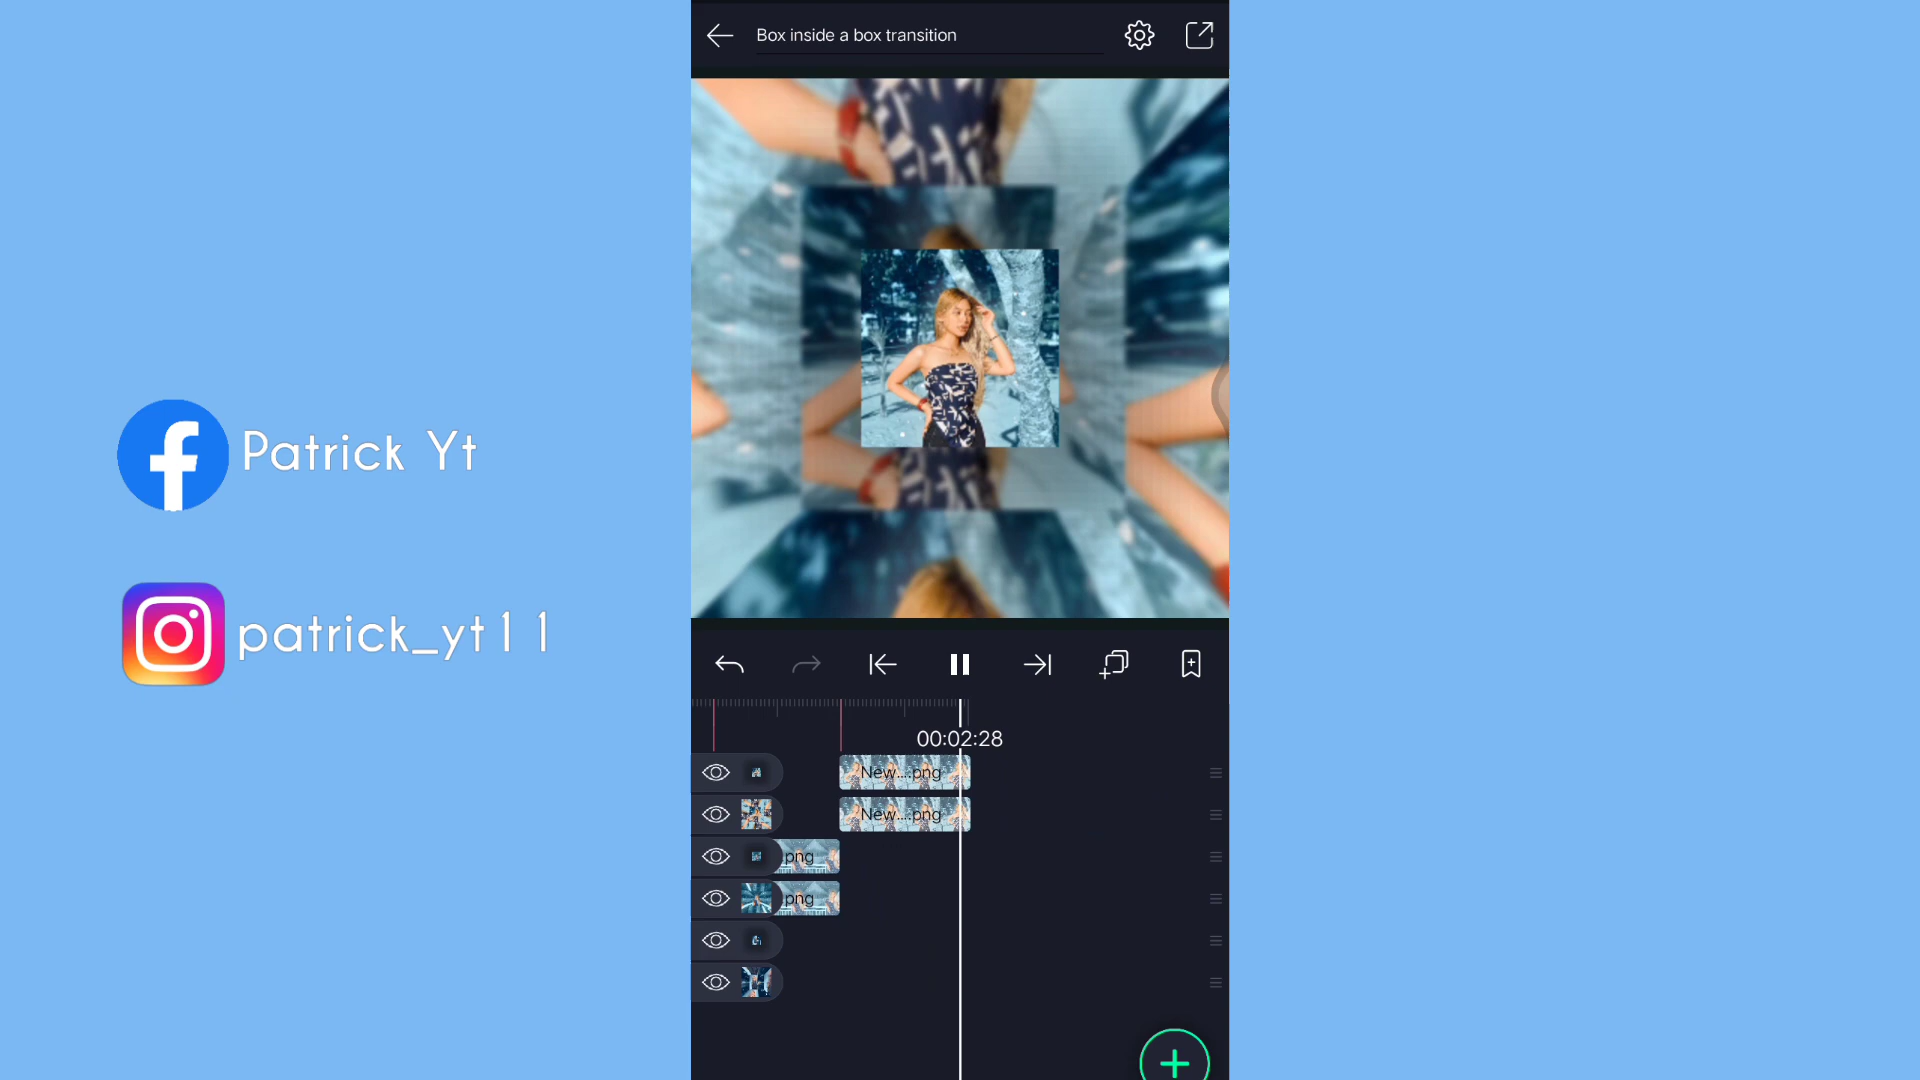 Box inside a box transition
Patrick Yt
patrick_yt11
00:02:28
New....png
New....png
png
png